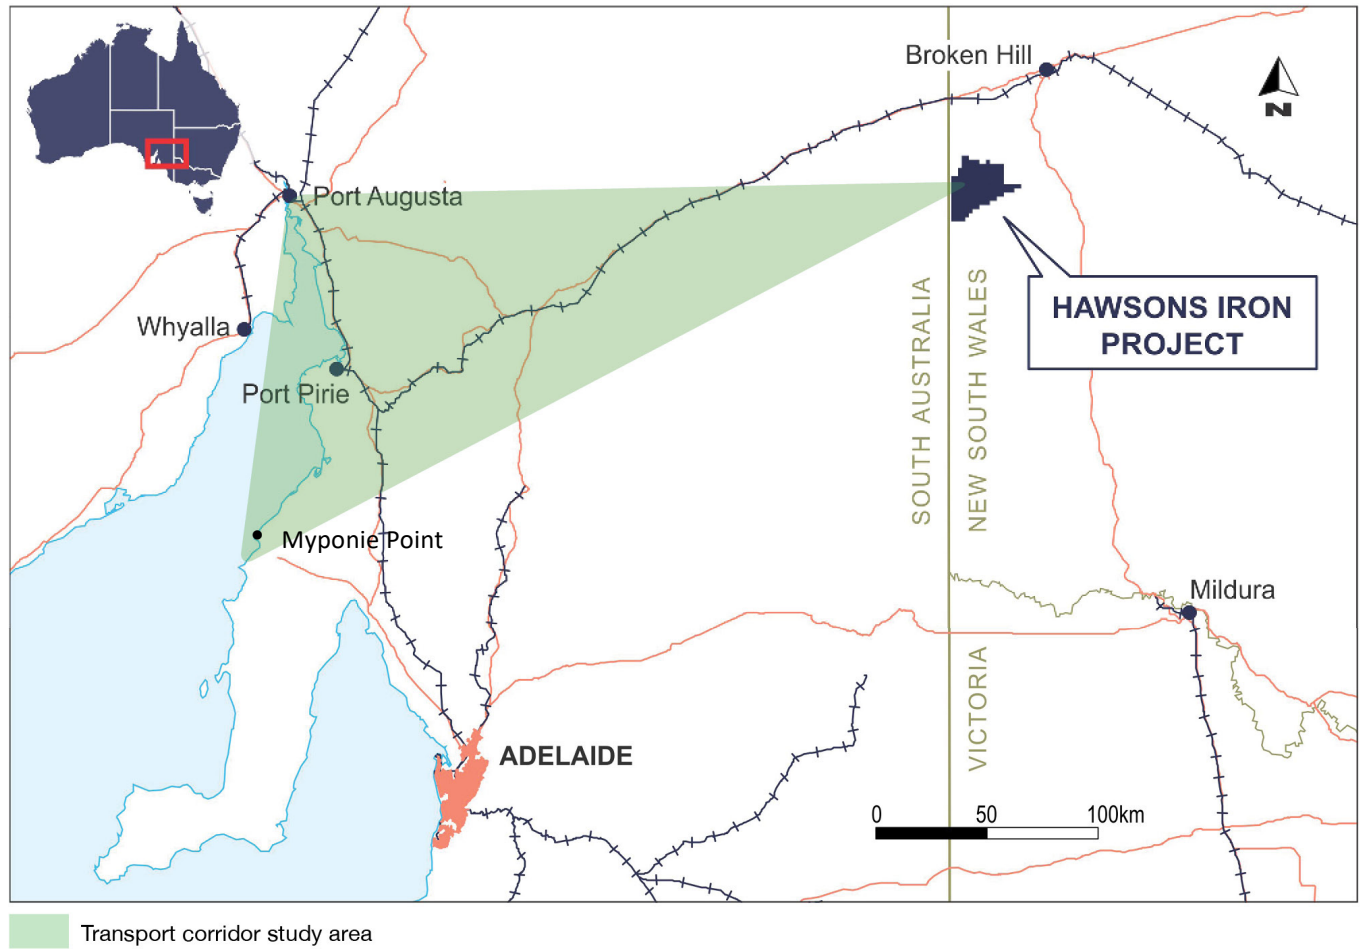 Broken Hill
N
Port Augusta
Whyalla
Port Pirie
HAWSONS IRON
PROJECT
SOUTH AUSTRALIA
NEW SOUTH WALES
Myponie Point
Mildura
VICTORIA
ADELAIDE
0 50 100km
Transport corridor study area